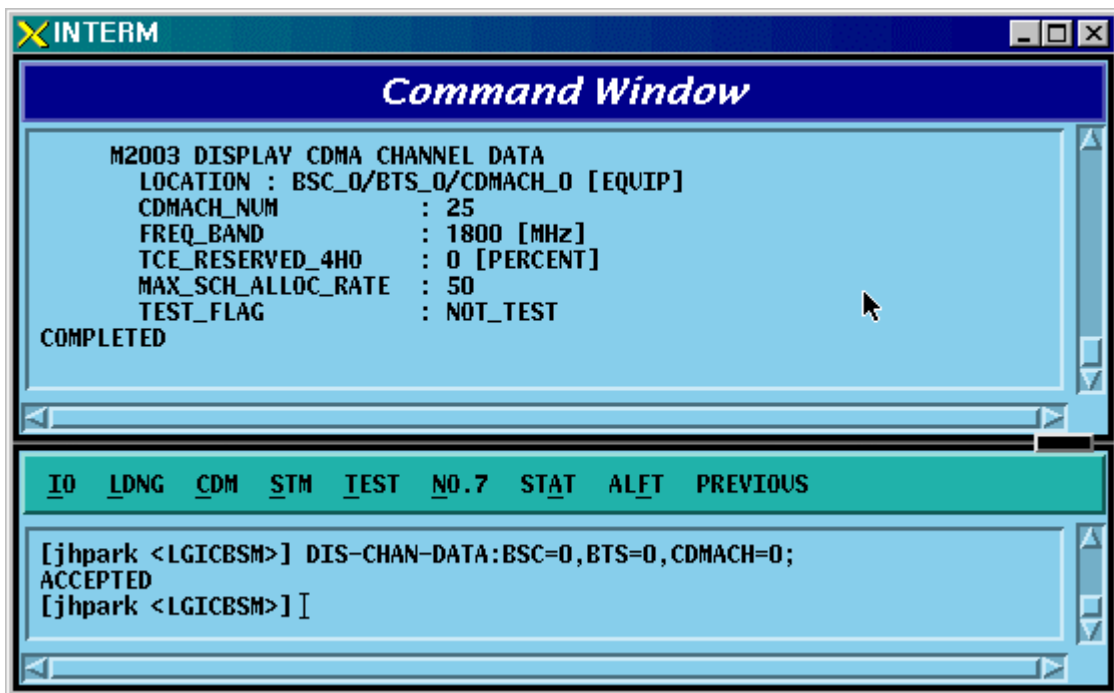 INTERM
Command Window
M2003 DISPLAY CDMA CHANNEL DATA
LOCATION : BSC_0/BTS_0/CDMACH_0 [EQUIP]
CDMACH_NUM : 25
FREQ_BAND : 1800 [MHz]
TCE_RESERVED_4HO : 0 [PERCENT]
MAX_SCH_ALLOC_RATE : 50
TEST_FLAG : NOT_TEST
COMPLETED
IO LDNG CDM STM TEST NO.7 STAT ALFT PREVIOUS
[jhpark <LGICBSM>] DIS-CHAN-DATA:BSC=0,BTS=0,CDMACH=0;
ACCEPTED
[jhpark <LGICBSM>]